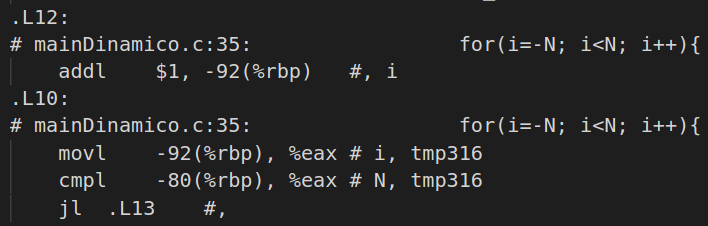 .L12:
# mainDinamico.c:35: for(i=-N; i<N; i++){
addl $1, -92(%rbp) #, i
.L10:
# mainDinamico.c:35: for(i=-N; i<N; i++){
movl -92(%rbp), %eax # i, tmp316
cmpl -80(%rbp), %eax # N, tmp316
jl .L13 #,